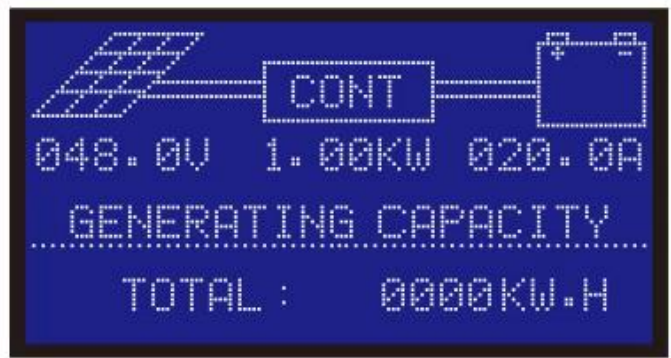 CONT
+ -
048.0V 1.00KW 020.0A
GENERATING CAPACITY
TOTAL: 0000KW.H